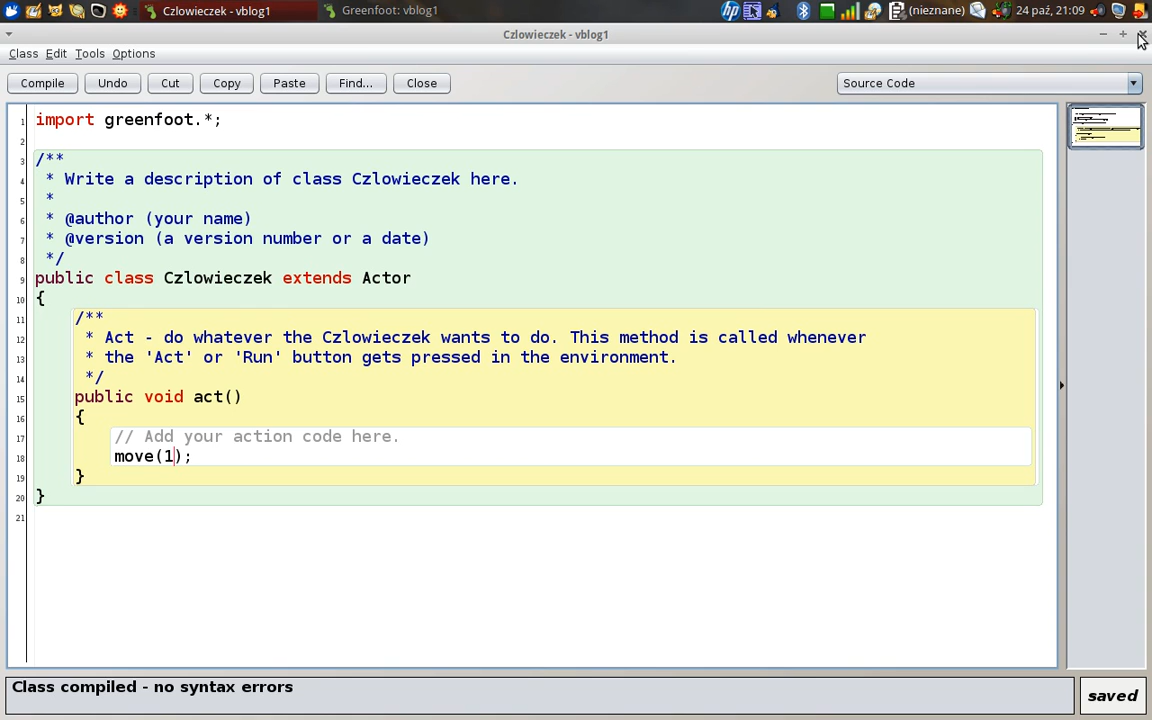 Czlowieczek - vblog1
Greenfoot: vblog1
(nieznane)
24 paź, 21:09
Czlowieczek - vblog1
Class Edit Tools Options
Compile Undo Cut Copy Paste Find... Close Source Code
1 import greenfoot.*;
2
3 /**
4 * Write a description of class Czlowieczek here.
5 *
6 * @author (your name)
7 * @version (a version number or a date)
8 */
9 public class Czlowieczek extends Actor
10 {
11 /**
12 * Act - do whatever the Czlowieczek wants to do. This method is called whenever
13 * the 'Act' or 'Run' button gets pressed in the environment.
14 */
15 public void act()
16 {
17 // Add your action code here.
18 move(1);
19 }
20 }
21
Class compiled - no syntax errors
saved